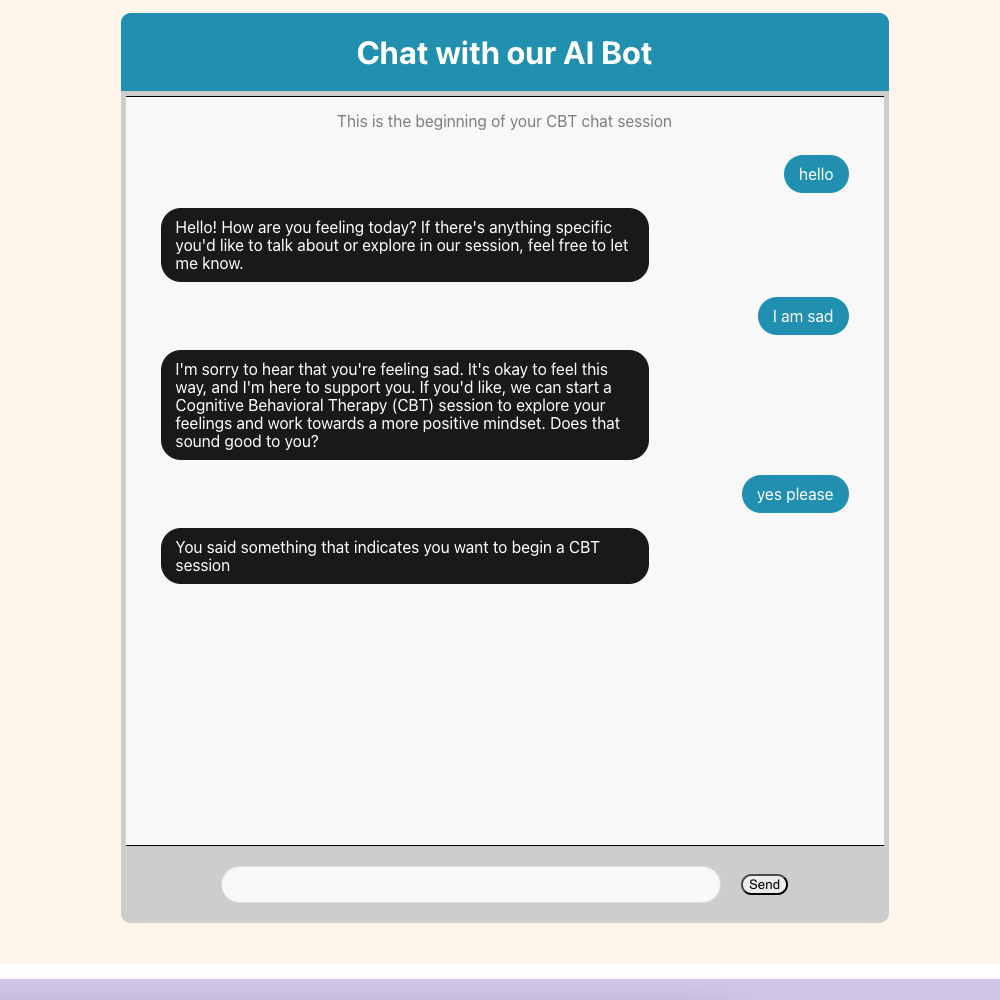 Chat with our AI Bot
This is the beginning of your CBT chat session
hello
Hello! How are you feeling today? If there's anything specific
you'd like to talk about or explore in our session, feel free to let
me know.
I am sad
I'm sorry to hear that you're feeling sad. It's okay to feel this
way, and I'm here to support you. If you'd like, we can start a
Cognitive Behavioral Therapy (CBT) session to explore your
feelings and work towards a more positive mindset. Does that
sound good to you?
yes please
You said something that indicates you want to begin a CBT
session
Send